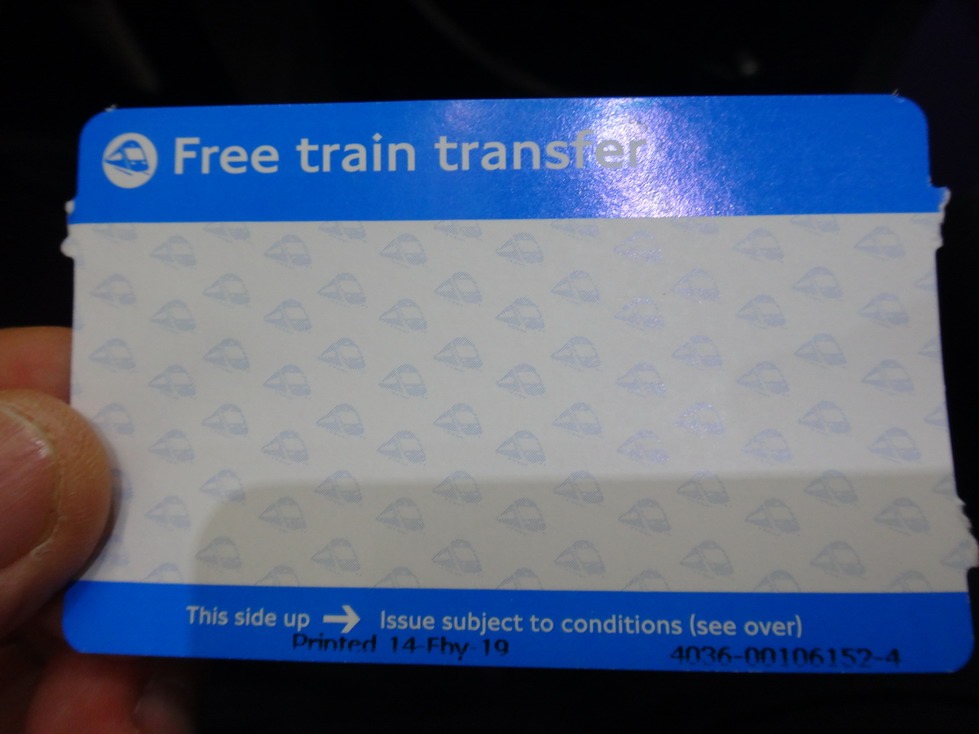 Free train transfer
This side up Issue subject to conditions (see over)
Printed 14-Fby-19 4036-00106152-4